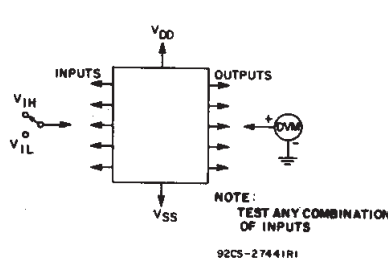 VDD
INPUTS
OUTPUTS
VIH
VIL
+
DVM
-
VSS
NOTE:
TEST ANY COMBINATION
OF INPUTS
92CS-27441R1